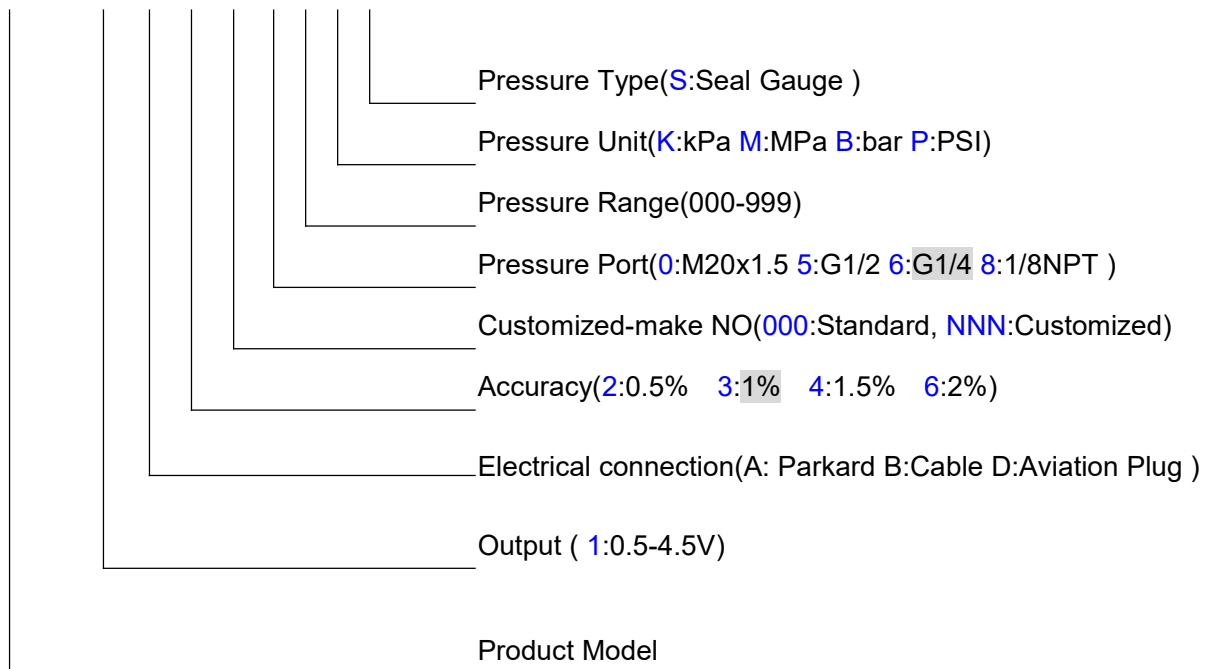 Pressure Type(S:Seal Gauge )
Pressure Unit(K:kPa M:MPa B:bar P:PSI)
Pressure Range(000-999)
Pressure Port(0:M20x1.5 5:G1/2 6:G1/4 8:1/8NPT )
Customized-make NO(000:Standard, NNN:Customized)
Accuracy(2:0.5% 3:1% 4:1.5% 6:2%)
Electrical connection(A: Parkard B:Cable D:Aviation Plug )
Output ( 1:0.5-4.5V)
Product Model